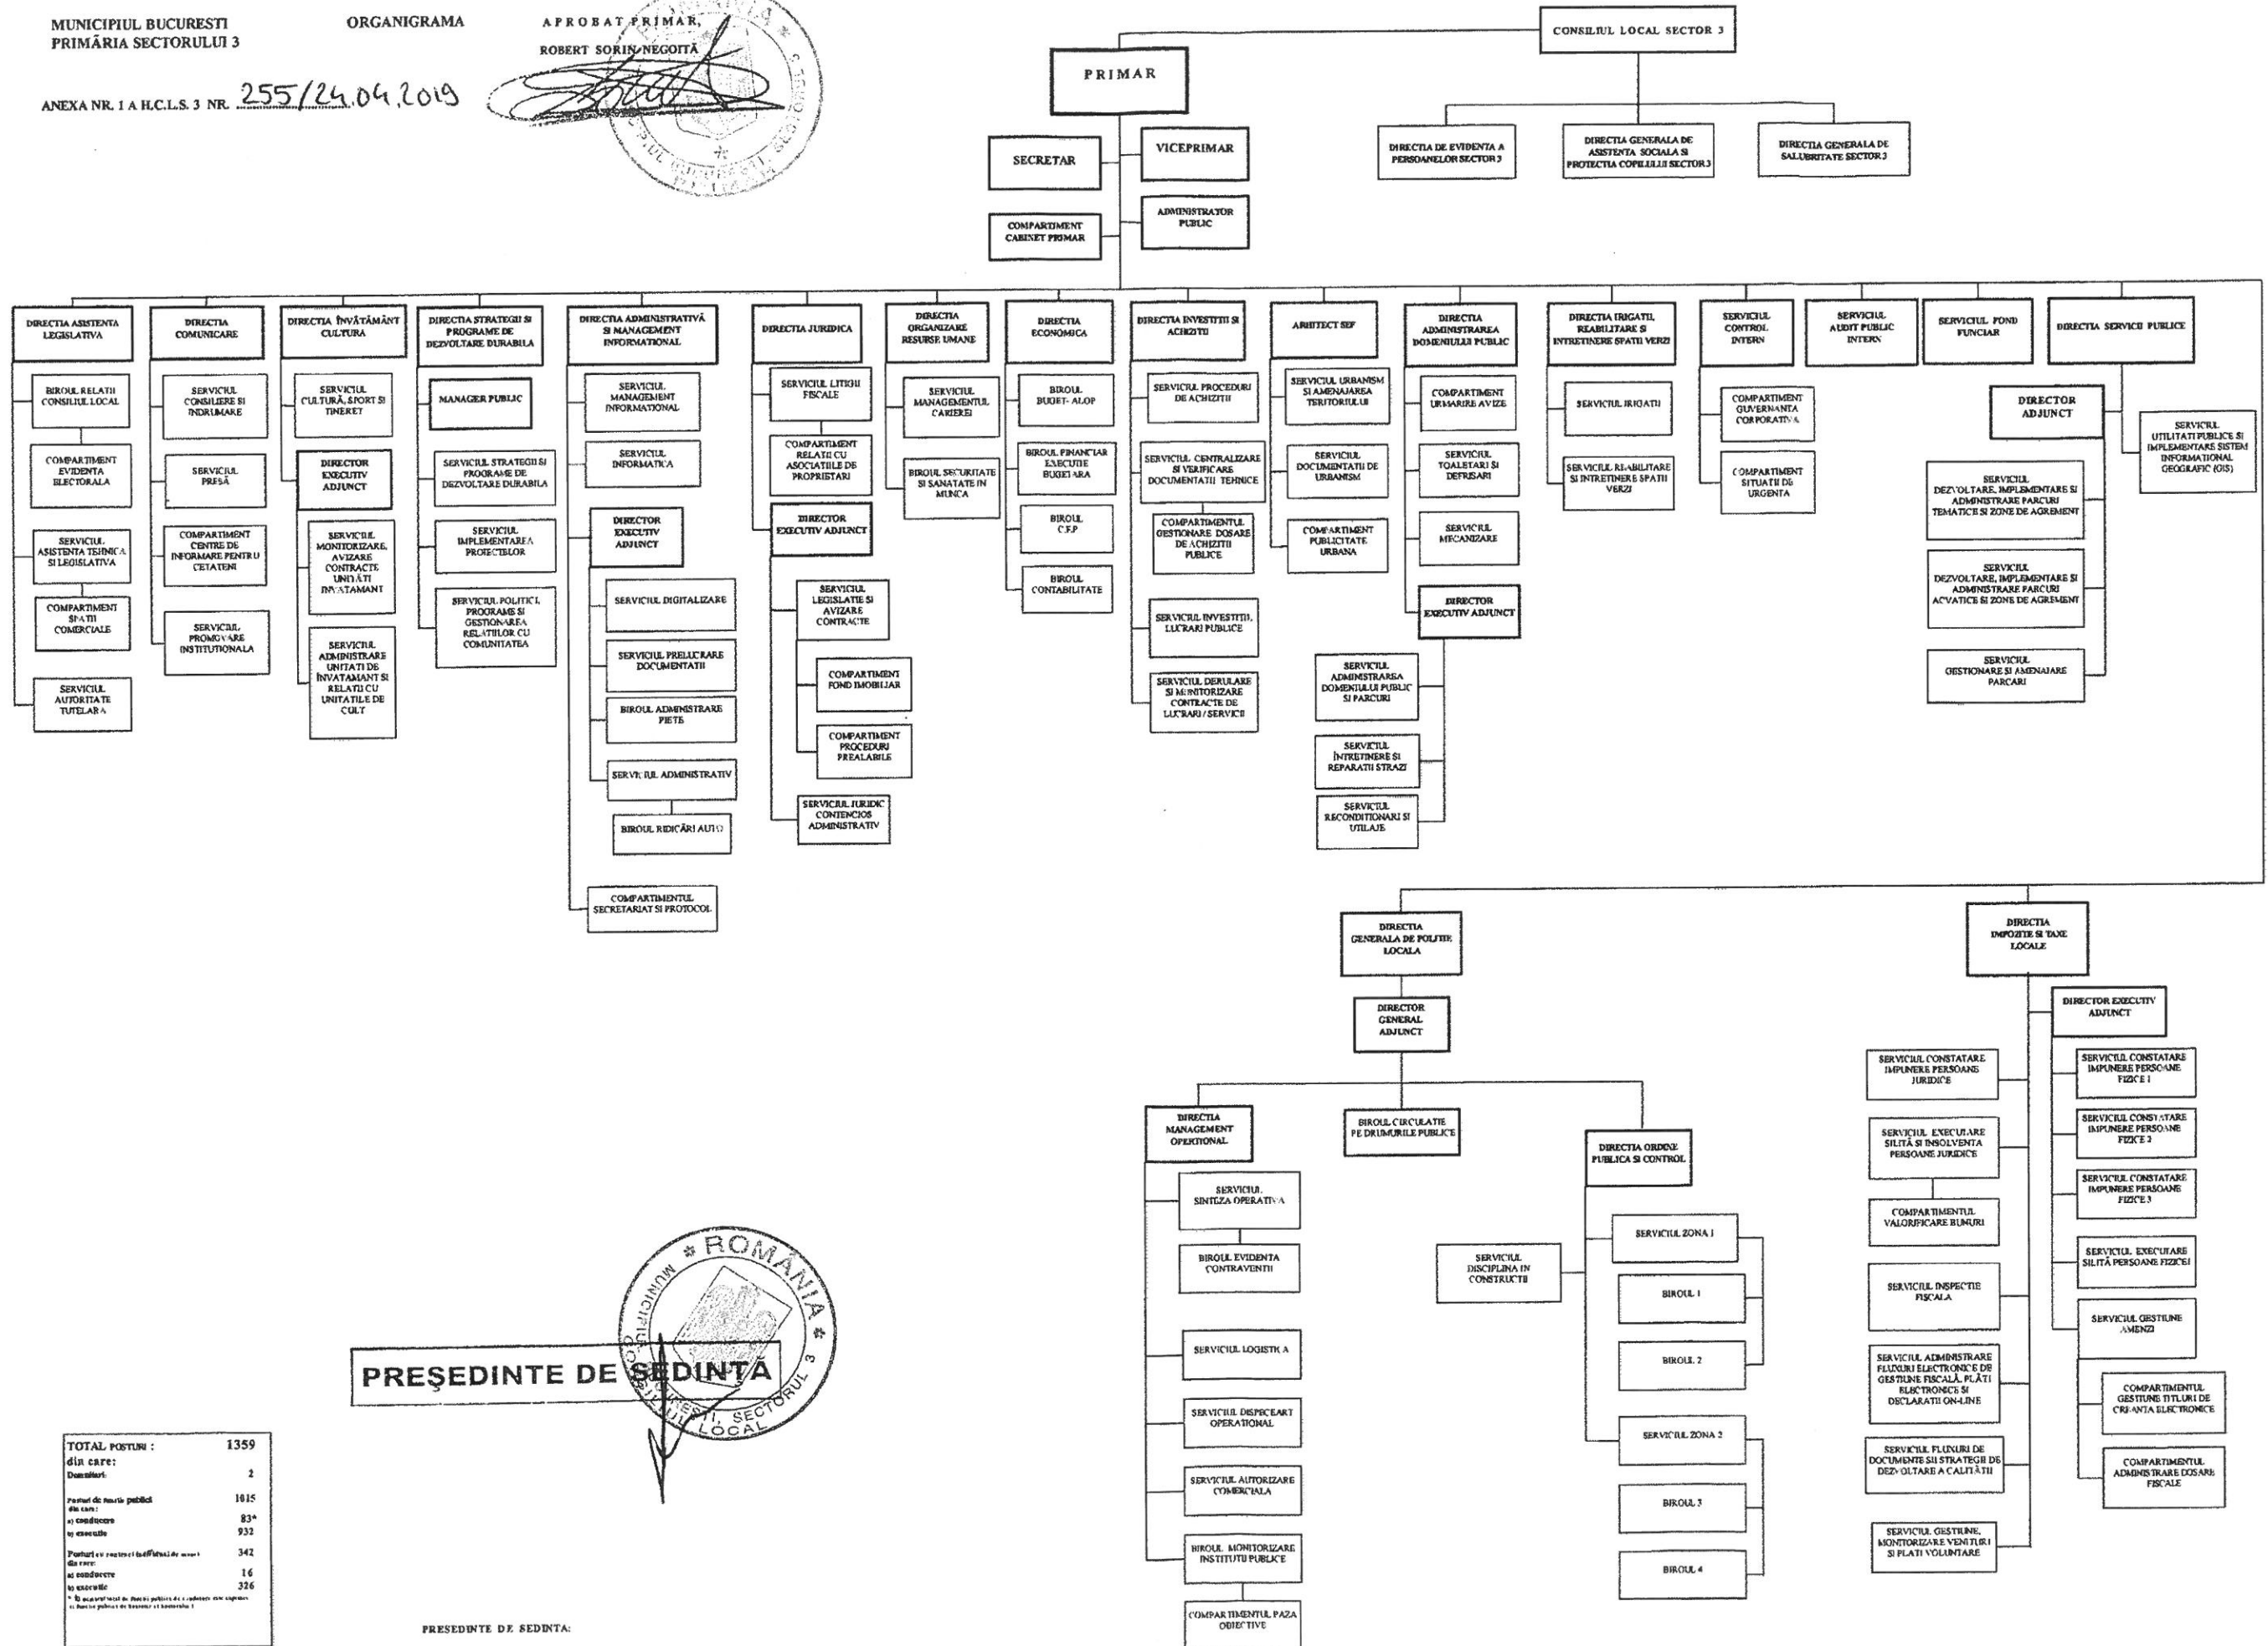 MUNICIPIUL BUCURESTI
PRIMĂRIA SECTORULUI 3
ORGANIGRAMA
APROBAT PRIMAR,
ROBERT SORIN NEGOITĂ
ANEXA NR. 1 A H.C.L.S. 3 NR. 255/24.04.2019
CONSILIUL LOCAL SECTOR 3
PRIMAR
DIRECTIA DE EVIDENTA A
PERSOANELOR SECTOR 3
DIRECTIA GENERALA DE
ASISTENTA SOCIALA SI
PROTECTIA COPILULUI SECTOR 3
DIRECTIA GENERALA DE
SALUBRITATE SECTOR 3
SECRETAR
VICEPRIMAR
COMPARTIMENT
CABINET PRIMAR
ADMINISTRATOR
PUBLIC
DIRECTIA ASISTENTA
LEGISLATIVA
BIROUL RELATII
CONSILIUL LOCAL
COMPARTIMENT
EVIDENTA
ELECTORALA
SERVICIUL
ASISTENTA TEHNICA
SI LEGISLATIVA
COMPARTIMENT
SPATII
COMERCIALE
SERVICIUL
AUTORITATE
TUTELARA
DIRECTIA
COMUNICARE
SERVICIUL
CONSILIERE SI
INDRUMARE
SERVICIUL
PRESĂ
COMPARTIMENT
CENTRE DE
INFORMARE PENTRU
CETATENI
SERVICIUL
PROMOVARE
INSTITUTIONALA
DIRECTIA ÎNVĂTĂMÂNT
CULTURA
SERVICIUL
CULTURĂ, SPORT SI
TINERET
DIRECTOR
EXECUTIV
ADJUNCT
SERVICIUL
MONITORIZARE,
AVIZARE
CONTRACTE
UNITĂTI
INVATAMANT
SERVICIUL
ADMINISTRARE
UNITATI DE
INVATAMANT SI
RELATII CU
UNITATILE DE
CULT
DIRECTIA STRATEGII SI
PROGRAME DE
DEZVOLTARE DURABILA
MANAGER PUBLIC
SERVICIUL STRATEGII SI
PROGRAME DE
DEZVOLTARE DURABILA
SERVICIUL
IMPLEMENTAREA
PROIECTELOR
SERVICIUL POLITICI,
PROGRAME SI
GESTIONAREA
RELATIILOR CU
COMUNITATEA
DIRECTIA ADMINISTRATIVĂ
SI MANAGEMENT
INFORMATIONAL
SERVICIUL
MANAGEMENT
INFORMATIONAL
SERVICIUL
INFORMATICA
DIRECTOR
EXECUTIV
ADJUNCT
SERVICIUL DIGITALIZARE
SERVICIUL PRELUCRARE
DOCUMENTATII
BIROUL ADMINISTRARE
PIETE
SERVICIUL ADMINISTRATIV
BIROUL RIDICĂRI AUTO
COMPARTIMENTUL
SECRETARIAT SI PROTOCOL
DIRECTIA JURIDICA
SERVICIUL LITIGII
FISCALE
COMPARTIMENT
RELATII CU
ASOCIATIILE DE
PROPRIETARI
DIRECTOR
EXECUTIV ADJUNCT
SERVICIUL
LEGISLATIE SI
AVIZARE
CONTRACTE
COMPARTIMENT
FOND IMOBILIAR
COMPARTIMENT
PROCEDURI
PREALABILE
SERVICIUL JURIDIC
CONTENCIOS
ADMINISTRATIV
DIRECTIA
ORGANIZARE
RESURSE UMANE
SERVICIUL
MANAGEMENTUL
CARIEREI
BIROUL SECURITATE
SI SANATATE IN
MUNCA
DIRECTIA
ECONOMICA
BIROUL
BUGET- ALOP
BIROUL FINANCIAR
EXECUTIE
BUGETARA
BIROUL
C.F.P
BIROUL
CONTABILITATE
DIRECTIA INVESTITII SI
ACHIZITII
SERVICIUL PROCEDURI
DE ACHIZITII
SERVICIUL CENTRALIZARE
SI VERIFICARE
DOCUMENTATII TEHNICE
COMPARTIMENTUL
GESTIONARE DOSARE
DE ACHIZITII
PUBLICE
SERVICIUL INVESTITII,
LUCRARI PUBLICE
SERVICIUL DERULARE
SI MONITORIZARE
CONTRACTE DE
LUCRARI / SERVICII
ARHITECT SEF
SERVICIUL URBANISM
SI AMENAJAREA
TERITORIULUI
SERVICIUL
DOCUMENTATII DE
URBANISM
COMPARTIMENT
PUBLICITATE
URBANA
DIRECTIA
ADMINISTRAREA
DOMENIULUI PUBLIC
COMPARTIMENT
URMARIRE AVIZE
SERVICIUL
TOALETARI SI
DEFRISARI
SERVICIUL
MECANIZARE
DIRECTOR
EXECUTIV ADJUNCT
SERVICIUL
ADMINISTRAREA
DOMENIULUI PUBLIC
SI PARCURI
SERVICIUL
ÎNTRETINERE SI
REPARATII STRAZI
SERVICIUL
RECONDITIONARI SI
UTILAJE
DIRECTIA IRIGATII,
REABILITARE SI
INTRETINERE SPATII VERZI
SERVICIUL IRIGATII
SERVICIUL REABILITARE
SI INTRETINERE SPATII
VERZI
SERVICIUL
CONTROL
INTERN
COMPARTIMENT
GUVERNANTA
CORPORATIVA
COMPARTIMENT
SITUATII DE
URGENTA
SERVICIUL
AUDIT PUBLIC
INTERN
SERVICIUL FOND
FUNCIAR
DIRECTIA SERVICII PUBLICE
DIRECTOR
ADJUNCT
SERVICIUL
UTILITATI PUBLICE SI
IMPLEMENTARE SISTEM
INFORMATIONAL
GEOGRAFIC (GIS)
SERVICIUL
DEZVOLTARE, IMPLEMENTARE SI
ADMINISTRARE PARCURI
TEMATICE SI ZONE DE AGREMENT
SERVICIUL
DEZVOLTARE, IMPLEMENTARE SI
ADMINISTRARE PARCURI
ACVATICE SI ZONE DE AGREMENT
SERVICIUL
GESTIONARE SI AMENAJARE
PARCARI
DIRECTIA
GENERALA DE POLITIE
LOCALA
DIRECTOR
GENERAL
ADJUNCT
DIRECTIA
MANAGEMENT
OPERTIONAL
SERVICIUL
SINTEZA OPERATIVA
BIROUL EVIDENTA
CONTRAVENTII
SERVICIUL LOGISTICA
SERVICIUL DISPECEART
OPERATIONAL
SERVICIUL AUTORIZARE
COMERCIALA
BIROUL MONITORIZARE
INSTITUTII PUBLICE
COMPARTIMENTUL PAZA
OBIECTIVE
BIROUL CIRCULATIE
PE DRUMURILE PUBLICE
DIRECTIA ORDINE
PUBLICA SI CONTROL
SERVICIUL
DISCIPLINA IN
CONSTRUCTII
SERVICIUL ZONA 1
BIROUL 1
BIROUL 2
SERVICIUL ZONA 2
BIROUL 3
BIROUL 4
DIRECTIA
IMPOZITE SI TAXE
LOCALE
SERVICIUL CONSTATARE
IMPUNERE PERSOANE
JURIDICE
SERVICIUL EXECUTARE
SILITĂ SI INSOLVENTA
PERSOANE JURIDICE
COMPARTIMENTUL
VALORIFICARE BUNURI
SERVICIUL INSPECTIE
FISCALA
SERVICIUL ADMINISTRARE
FLUXURI ELECTRONICE DE
GESTIUNE FISCALĂ, PLĂTI
ELECTRONICE SI
DECLARATII ON-LINE
SERVICIUL FLUXURI DE
DOCUMENTE SII STRATEGII DE
DEZVOLTARE A CALITĂTII
SERVICIUL GESTIUNE,
MONITORIZARE VENITURI
SI PLATI VOLUNTARE
DIRECTOR EXECUTIV
ADJUNCT
SERVICIUL CONSTATARE
IMPUNERE PERSOANE
FIZICE 1
SERVICIUL CONSTATARE
IMPUNERE PERSOANE
FIZICE 2
SERVICIUL CONSTATARE
IMPUNERE PERSOANE
FIZICE 3
SERVICIUL EXECUTARE
SILITĂ PERSOANE FIZICE1
SERVICIUL GESTIUNE
AMENZI
COMPARTIMENTUL
GESTIUNE TITLURI DE
CREANTA ELECTRONICE
COMPARTIMENTUL
ADMINISTRARE DOSARE
FISCALE
ROMÂNIA
MUNICIPIUL BUCURESTI, SECTORUL 3
CONSILIUL LOCAL
PREŞEDINTE DE SEDINTĂ
TOTAL POSTURI : 1359
din care:
Demnitari: 2
Posturi de functie publică 1015
din care:
a) conducere 83*
b) executie 932
342
din care:
a) conducere 16
b) executie 326
PRESEDINTE DE SEDINTA: